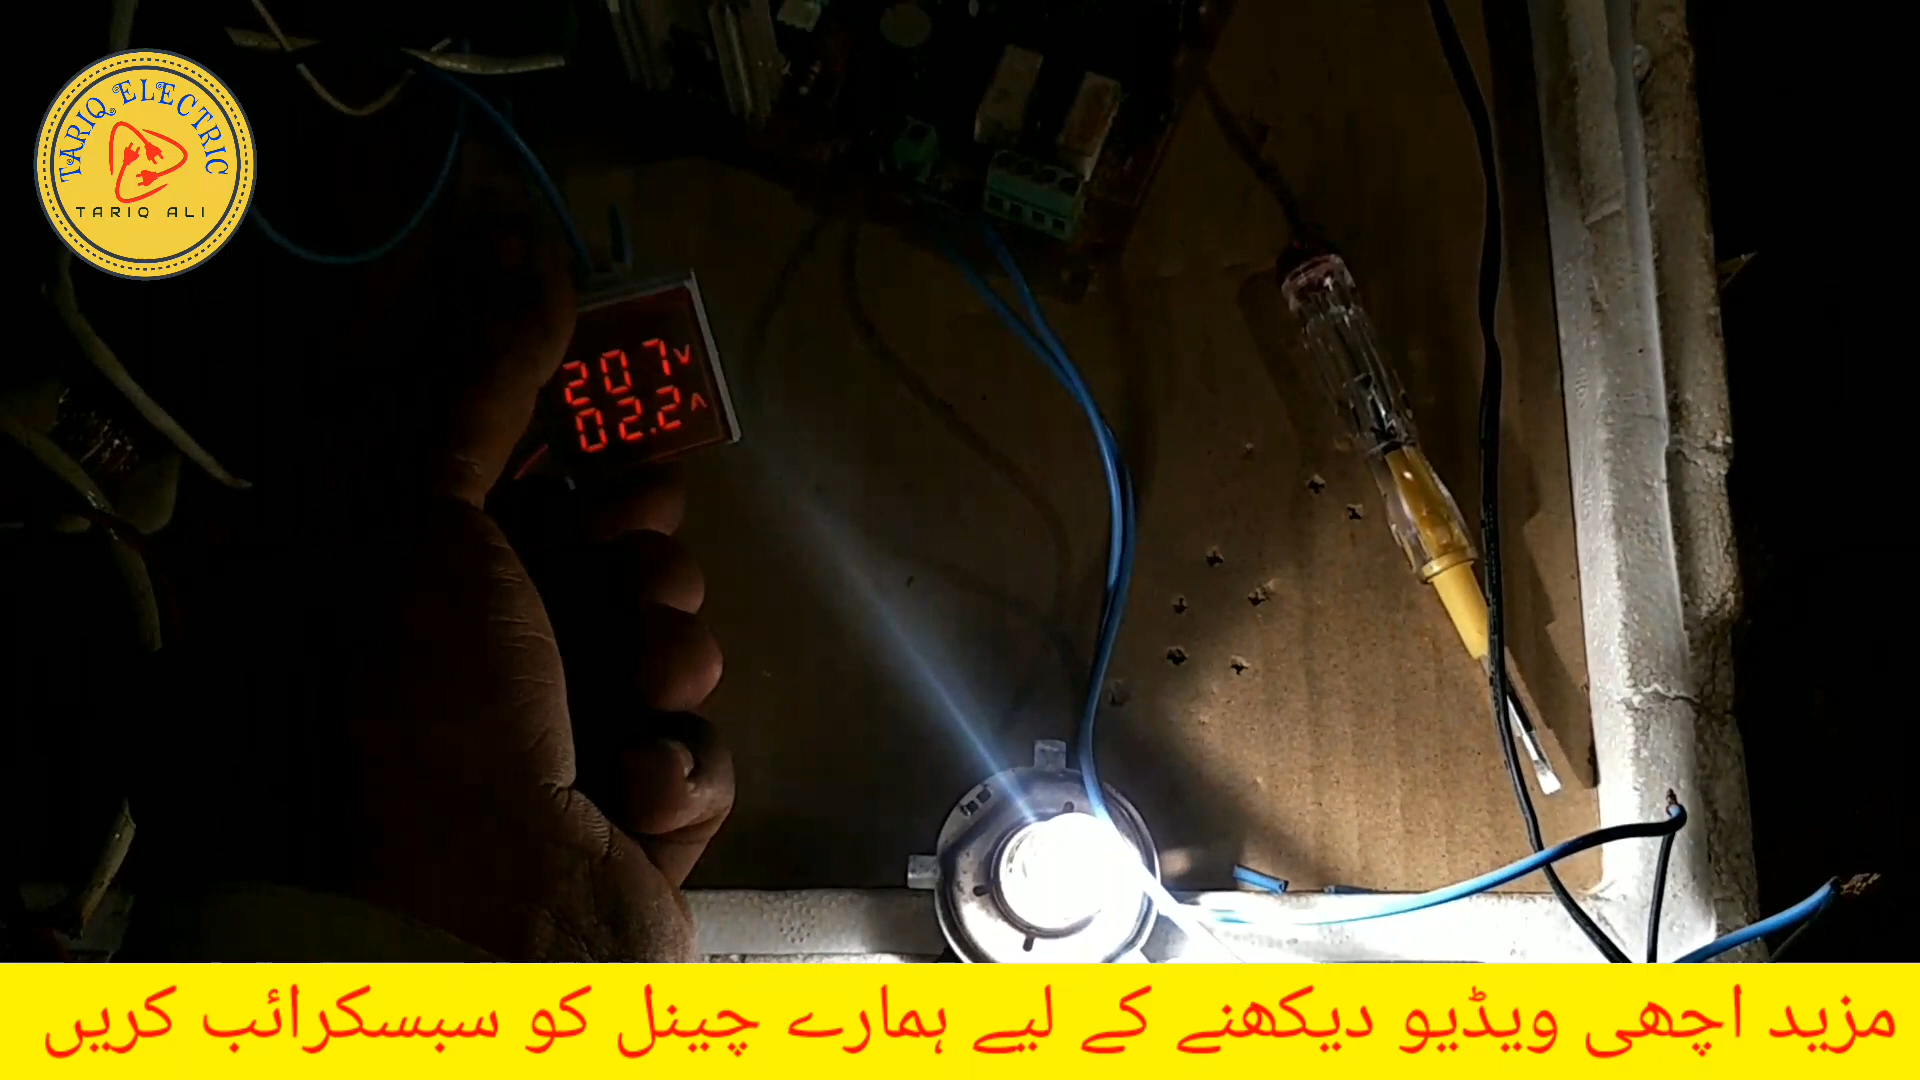 TARIQ ELECTRIC
TARIQ ALI
207V
02.2A
مزید اچھی ویڈیو دیکھنے کے لیے ہمارے چینل کو سبسکرائب کریں